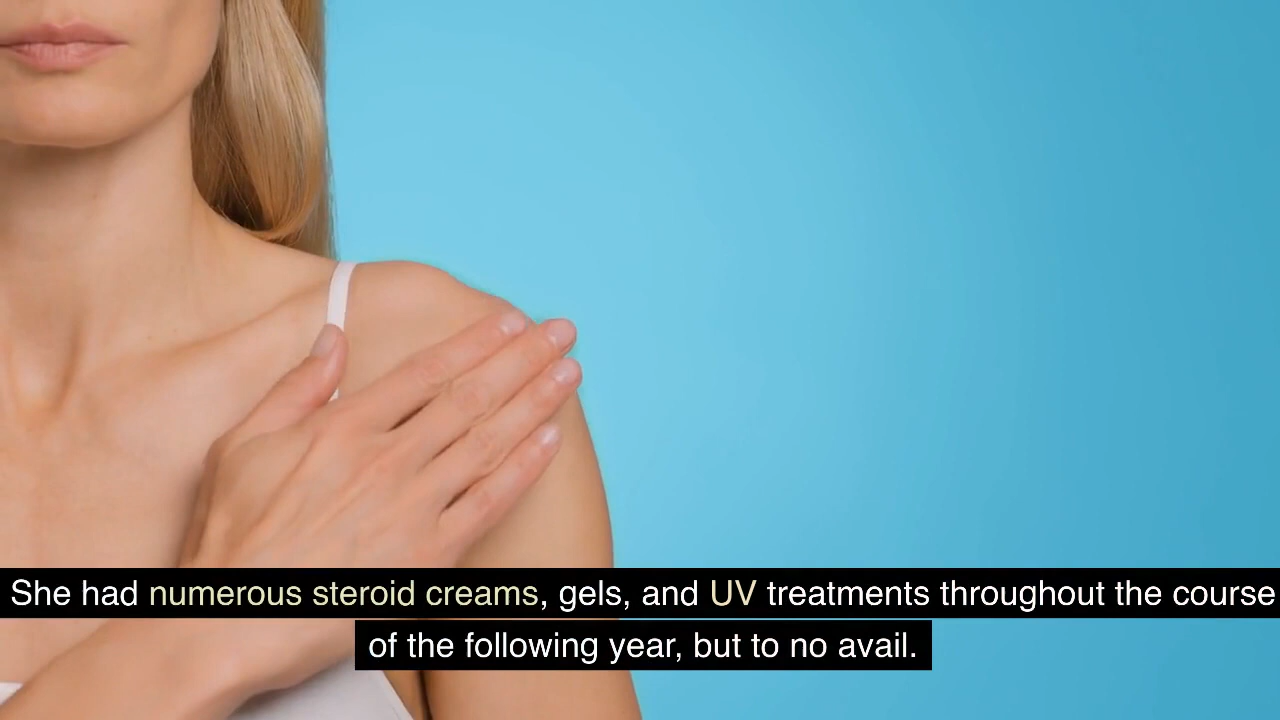 She had numerous steroid creams, gels, and UV treatments throughout the course
of the following year, but to no avail.